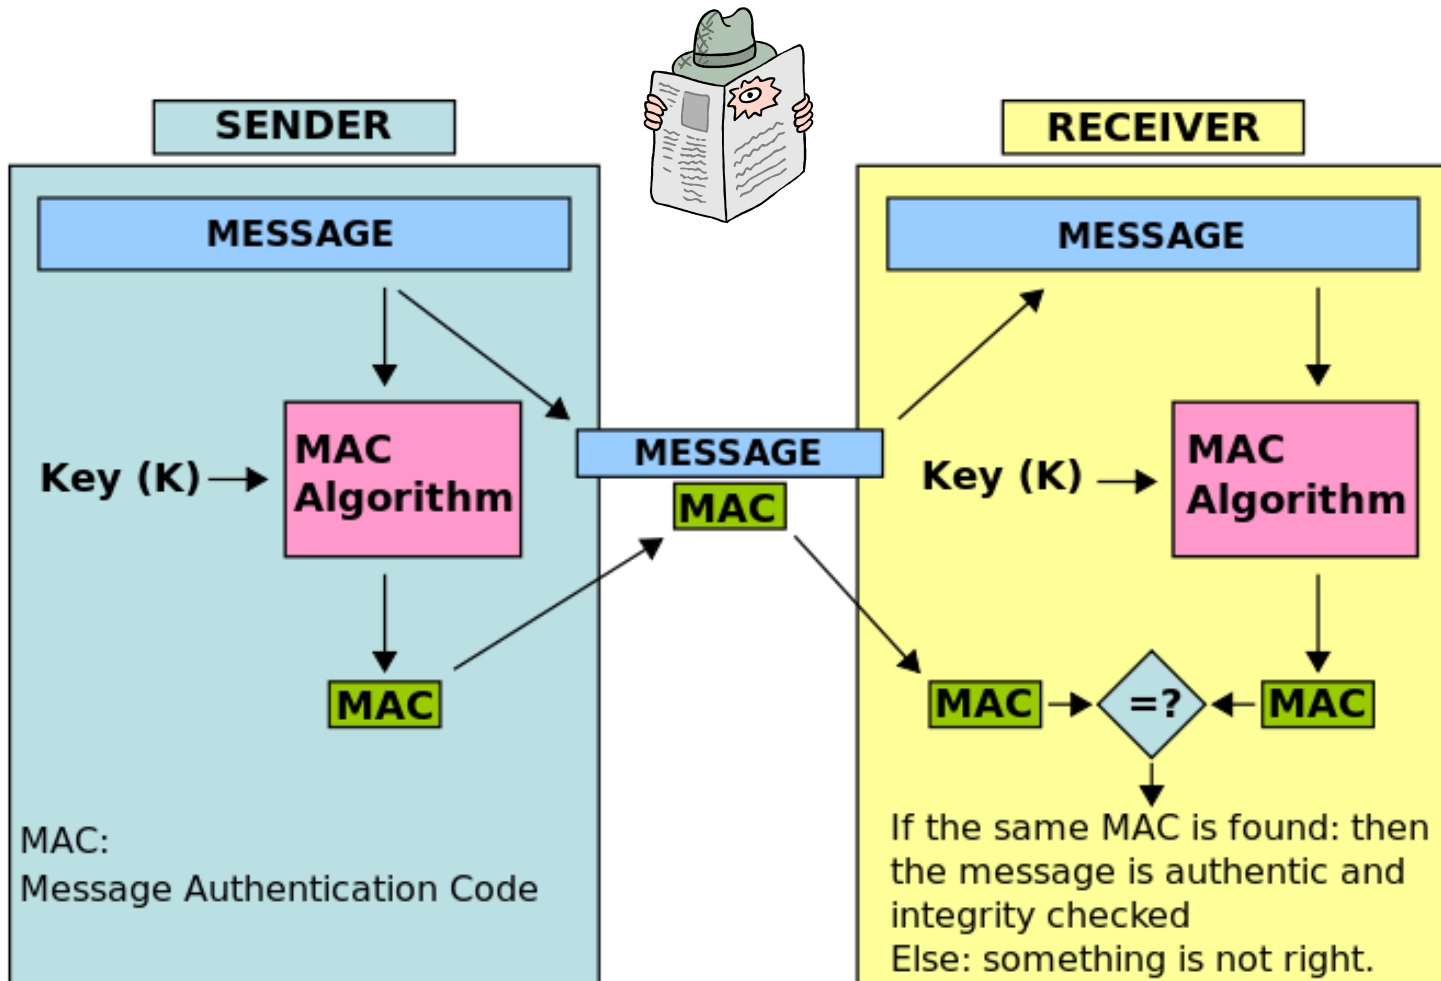 SENDER
MESSAGE
Key (K)
MAC
Algorithm
MAC
MAC:
Message Authentication Code
MESSAGE
MAC
RECEIVER
MESSAGE
Key (K)
MAC
Algorithm
MAC
=?
MAC
If the same MAC is found: then
the message is authentic and
integrity checked
Else: something is not right.